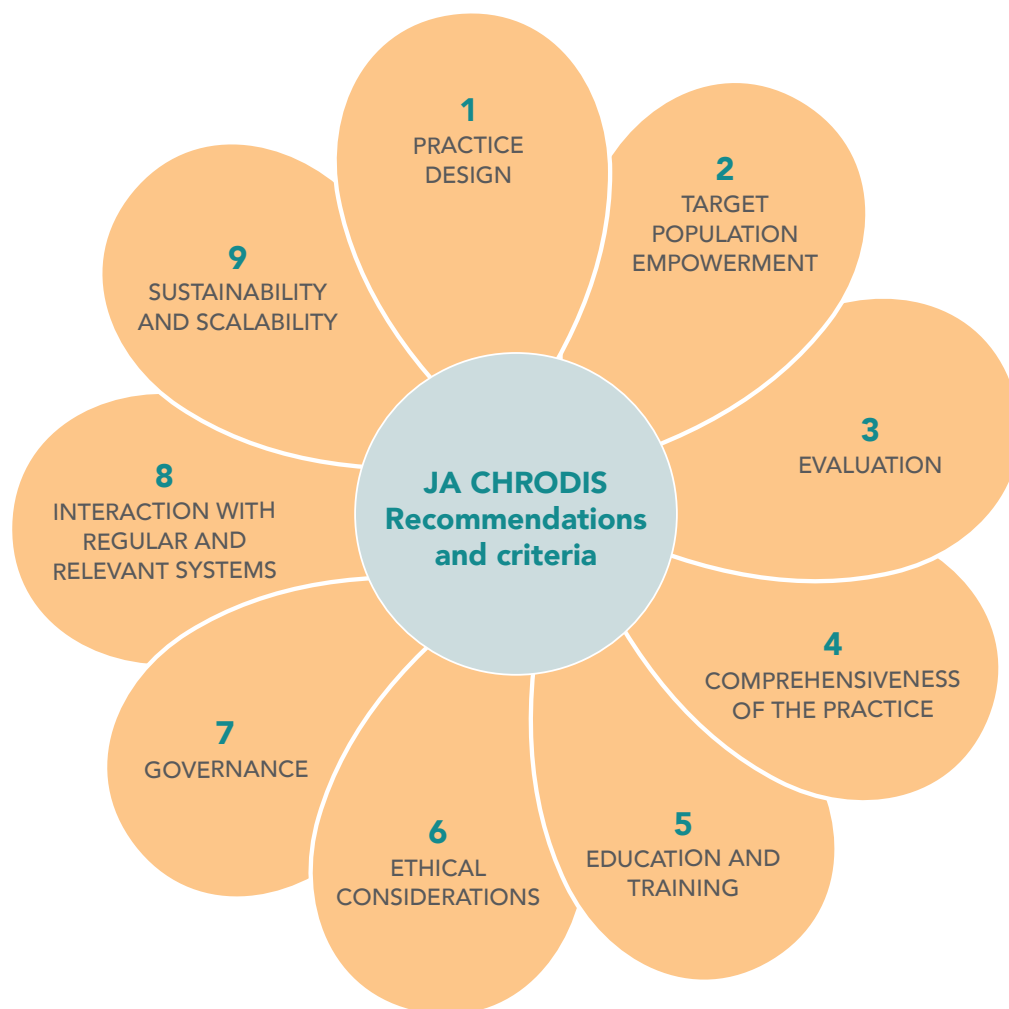 1
PRACTICE
DESIGN
2
TARGET
POPULATION
EMPOWERMENT
3
EVALUATION
4
COMPREHENSIVENESS
OF THE PRACTICE
5
EDUCATION AND
TRAINING
6
ETHICAL
CONSIDERATIONS
7
GOVERNANCE
8
INTERACTION WITH
REGULAR AND
RELEVANT SYSTEMS
9
SUSTAINABILITY
AND SCALABILITY
JA CHRODIS
Recommendations
and criteria